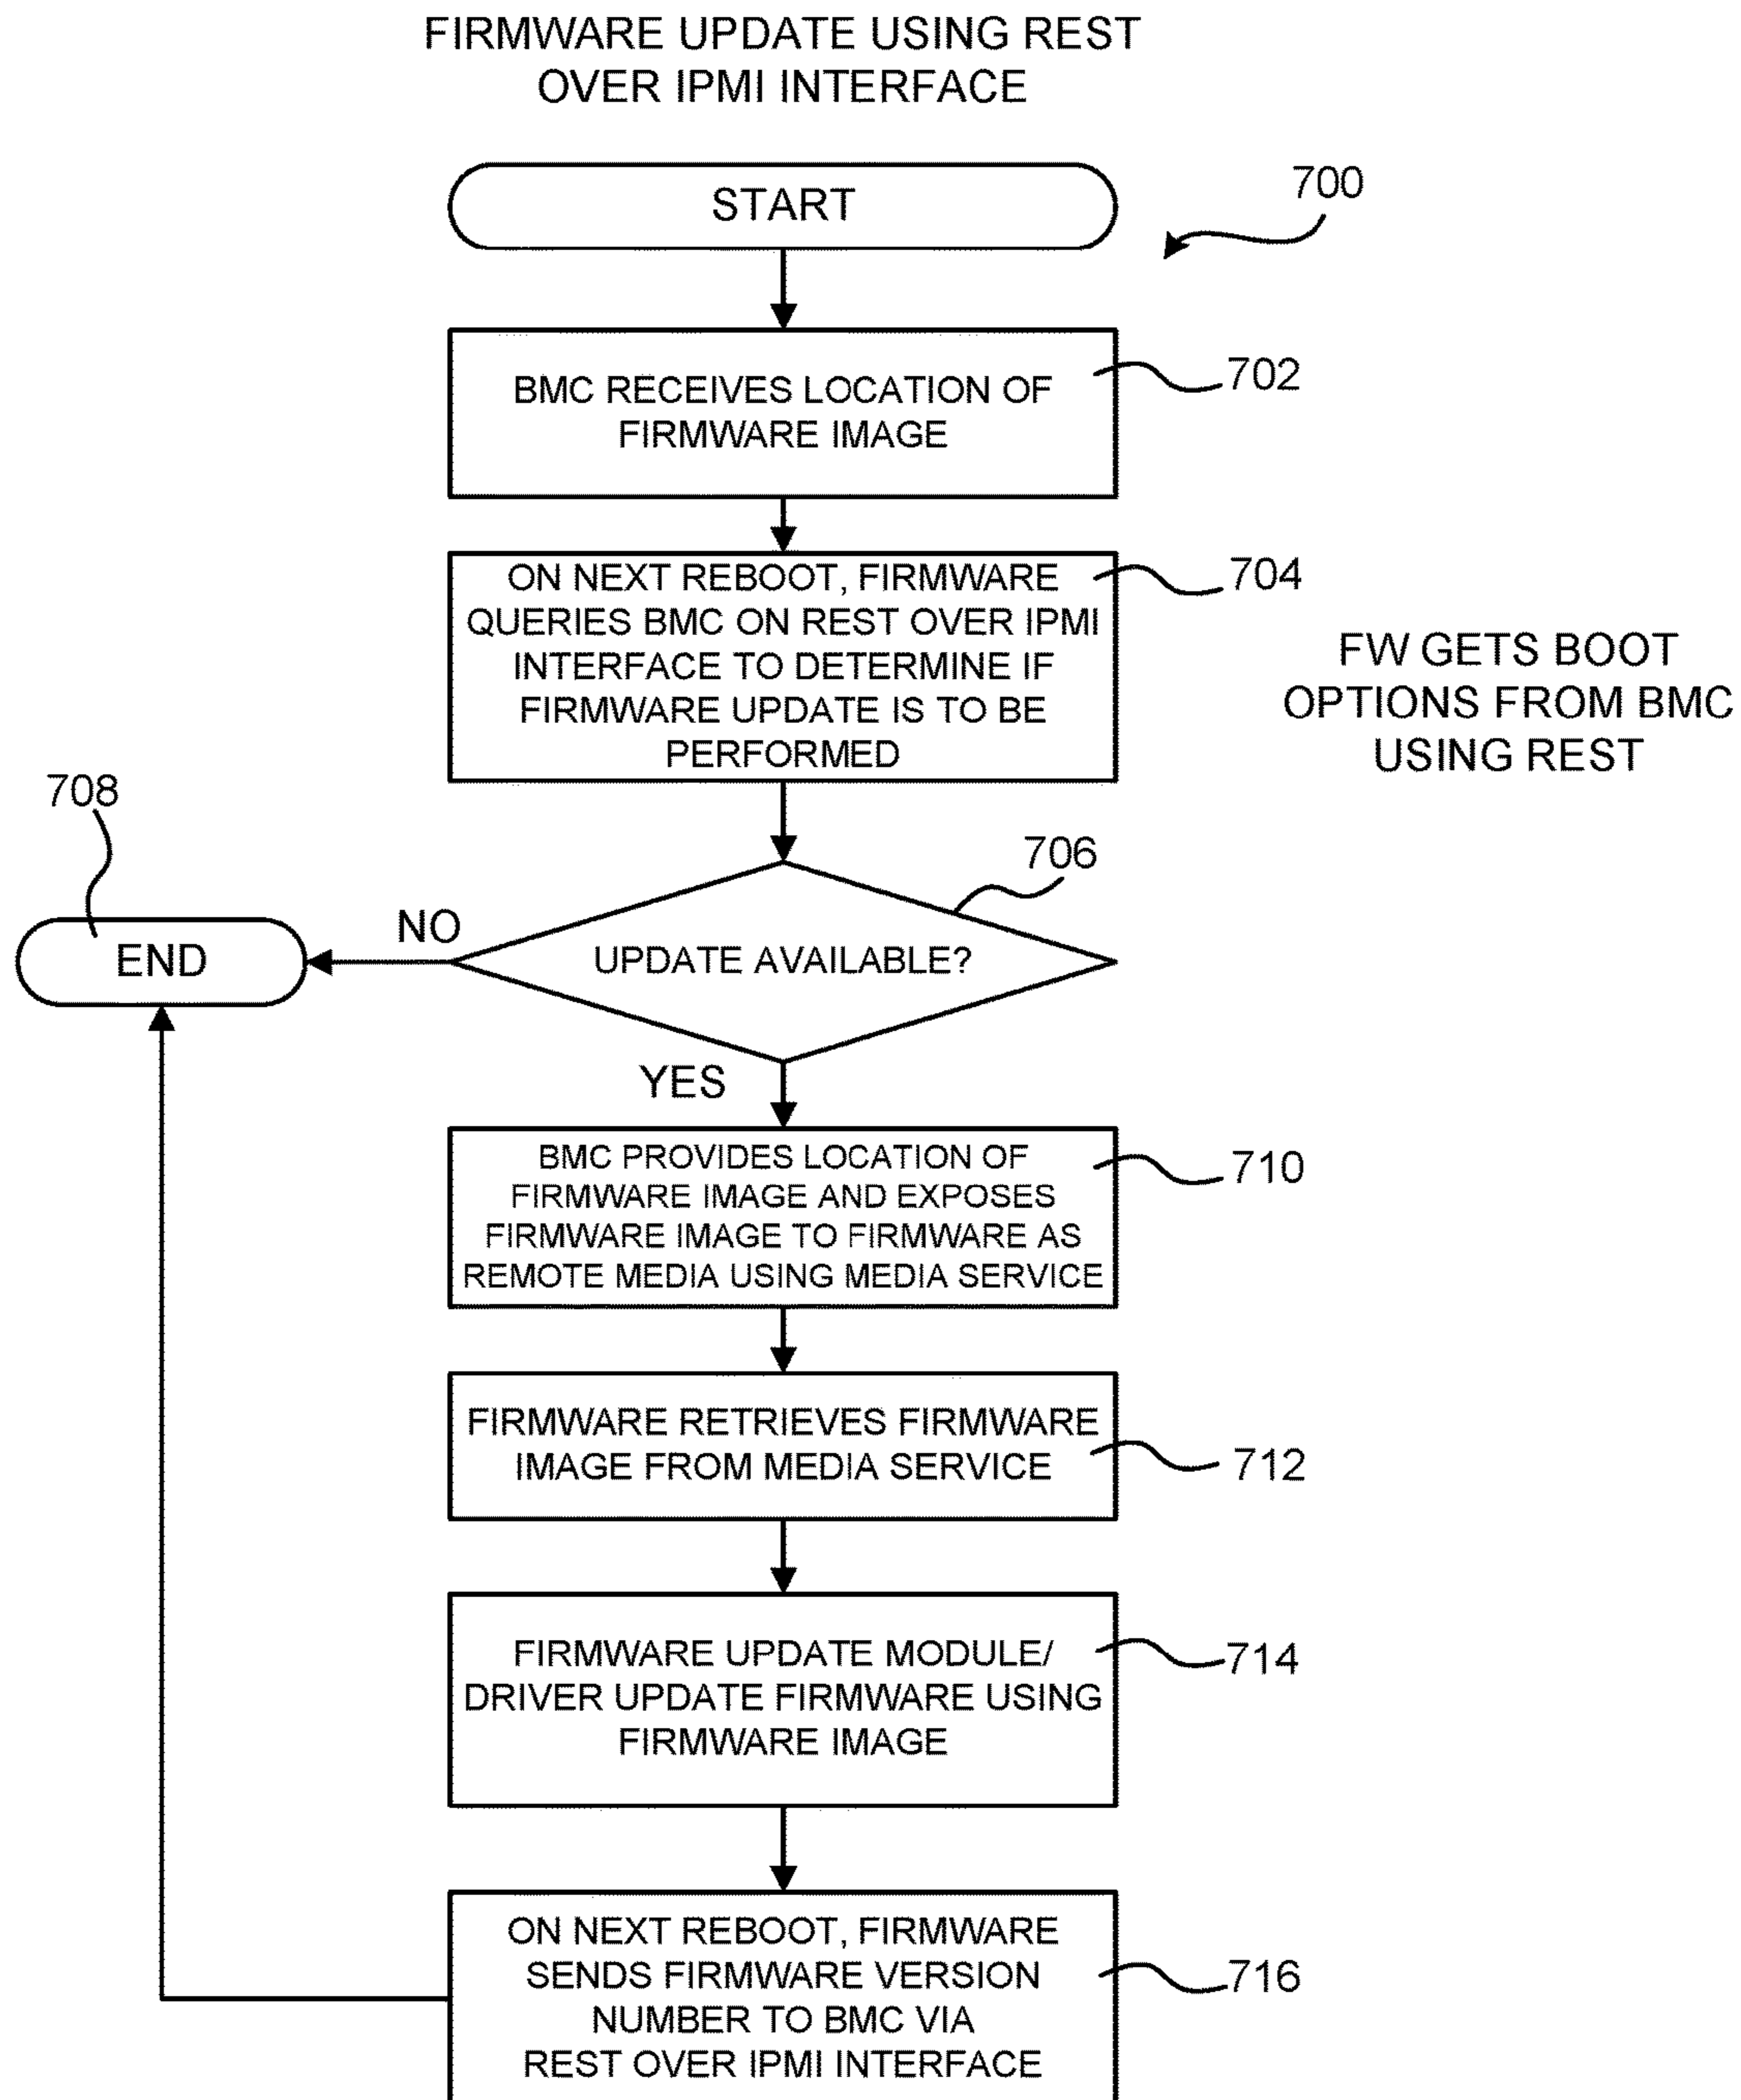 FIRMWARE UPDATE USING REST
OVER IPMI INTERFACE
START
700
BMC RECEIVES LOCATION OF
FIRMWARE IMAGE
702
ON NEXT REBOOT, FIRMWARE
QUERIES BMC ON REST OVER IPMI
INTERFACE TO DETERMINE IF
FIRMWARE UPDATE IS TO BE
PERFORMED
704
FW GETS BOOT
OPTIONS FROM BMC
USING REST
708
706
END
NO
UPDATE AVAILABLE?
YES
BMC PROVIDES LOCATION OF
FIRMWARE IMAGE AND EXPOSES
FIRMWARE IMAGE TO FIRMWARE AS
REMOTE MEDIA USING MEDIA SERVICE
710
FIRMWARE RETRIEVES FIRMWARE
IMAGE FROM MEDIA SERVICE
712
FIRMWARE UPDATE MODULE/
DRIVER UPDATE FIRMWARE USING
FIRMWARE IMAGE
714
ON NEXT REBOOT, FIRMWARE
SENDS FIRMWARE VERSION
NUMBER TO BMC VIA
REST OVER IPMI INTERFACE
716